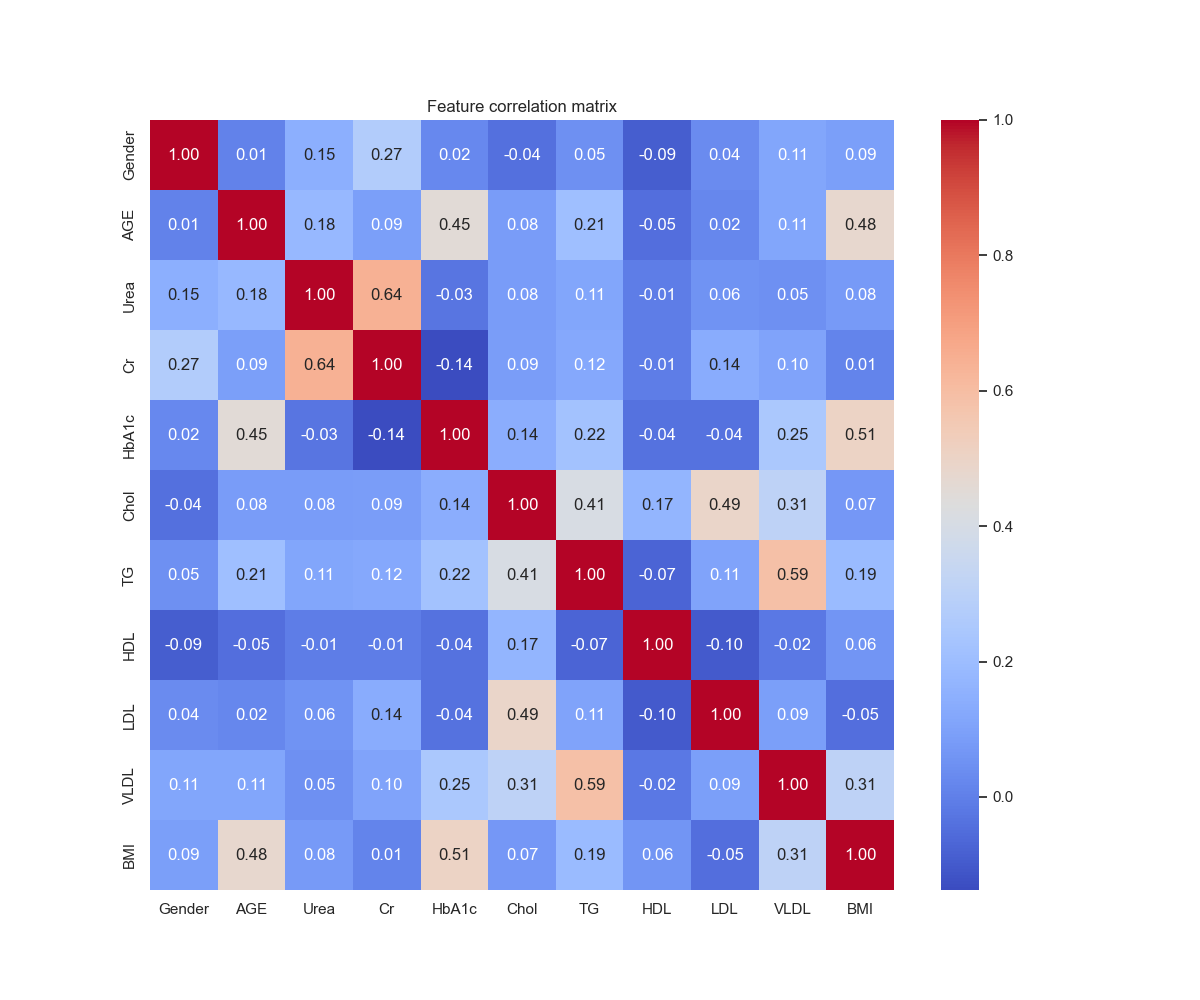 Feature correlation matrix
Gender 1.00 0.01 0.15 0.27 0.02 -0.04 0.05 -0.09 0.04 0.11 0.09
AGE 0.01 1.00 0.18 0.09 0.45 0.08 0.21 -0.05 0.02 0.11 0.48
Urea 0.15 0.18 1.00 0.64 -0.03 0.08 0.11 -0.01 0.06 0.05 0.08
Cr 0.27 0.09 0.64 1.00 -0.14 0.09 0.12 -0.01 0.14 0.10 0.01
HbA1c 0.02 0.45 -0.03 -0.14 1.00 0.14 0.22 -0.04 -0.04 0.25 0.51
Chol -0.04 0.08 0.08 0.09 0.14 1.00 0.41 0.17 0.49 0.31 0.07
TG 0.05 0.21 0.11 0.12 0.22 0.41 1.00 -0.07 0.11 0.59 0.19
HDL -0.09 -0.05 -0.01 -0.01 -0.04 0.17 -0.07 1.00 -0.10 -0.02 0.06
LDL 0.04 0.02 0.06 0.14 -0.04 0.49 0.11 -0.10 1.00 0.09 -0.05
VLDL 0.11 0.11 0.05 0.10 0.25 0.31 0.59 -0.02 0.09 1.00 0.31
BMI 0.09 0.48 0.08 0.01 0.51 0.07 0.19 0.06 -0.05 0.31 1.00
Gender AGE Urea Cr HbA1c Chol TG HDL LDL VLDL BMI
1.0
0.8
0.6
0.4
0.2
0.0